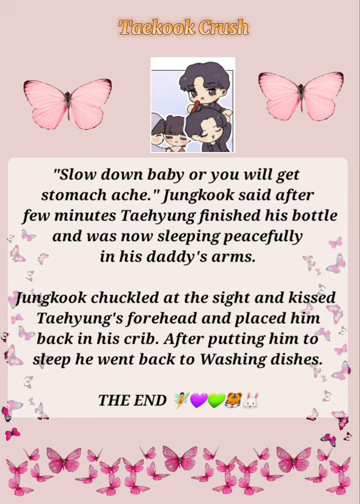 Taekook Crush
"Slow down baby or you will get
stomach ache." Jungkook said after
few minutes Taehyung finished his bottle
and was now sleeping peacefully
in his daddy's arms.
Jungkook chuckled at the sight and kissed
Taehyung's forehead and placed him
back in his crib. After putting him to
sleep he went back to Washing dishes.
THE END 🧚💜💚🐯🐰